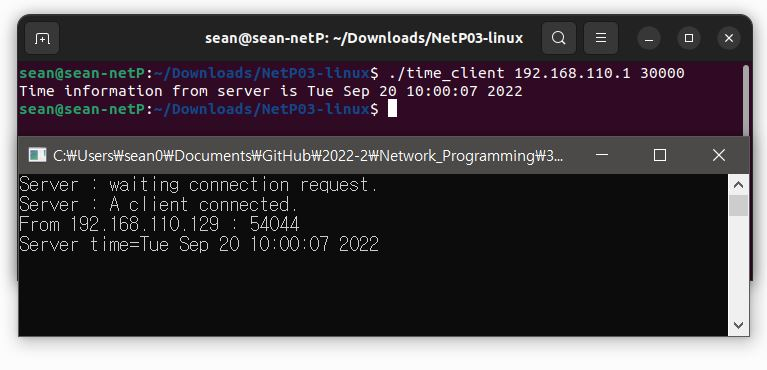 sean@sean-netP: ~/Downloads/NetP03-linux
sean@sean-netP:~/Downloads/NetP03-linux$ ./time_client 192.168.110.1 30000
Time information from server is Tue Sep 20 10:00:07 2022
sean@sean-netP:~/Downloads/NetP03-linux$
C:₩Users₩sean0₩Documents₩GitHub₩2022-2₩Network_Programming₩3...
Server : waiting connection request.
Server : A client connected.
From 192.168.110.129 : 54044
Server time=Tue Sep 20 10:00:07 2022